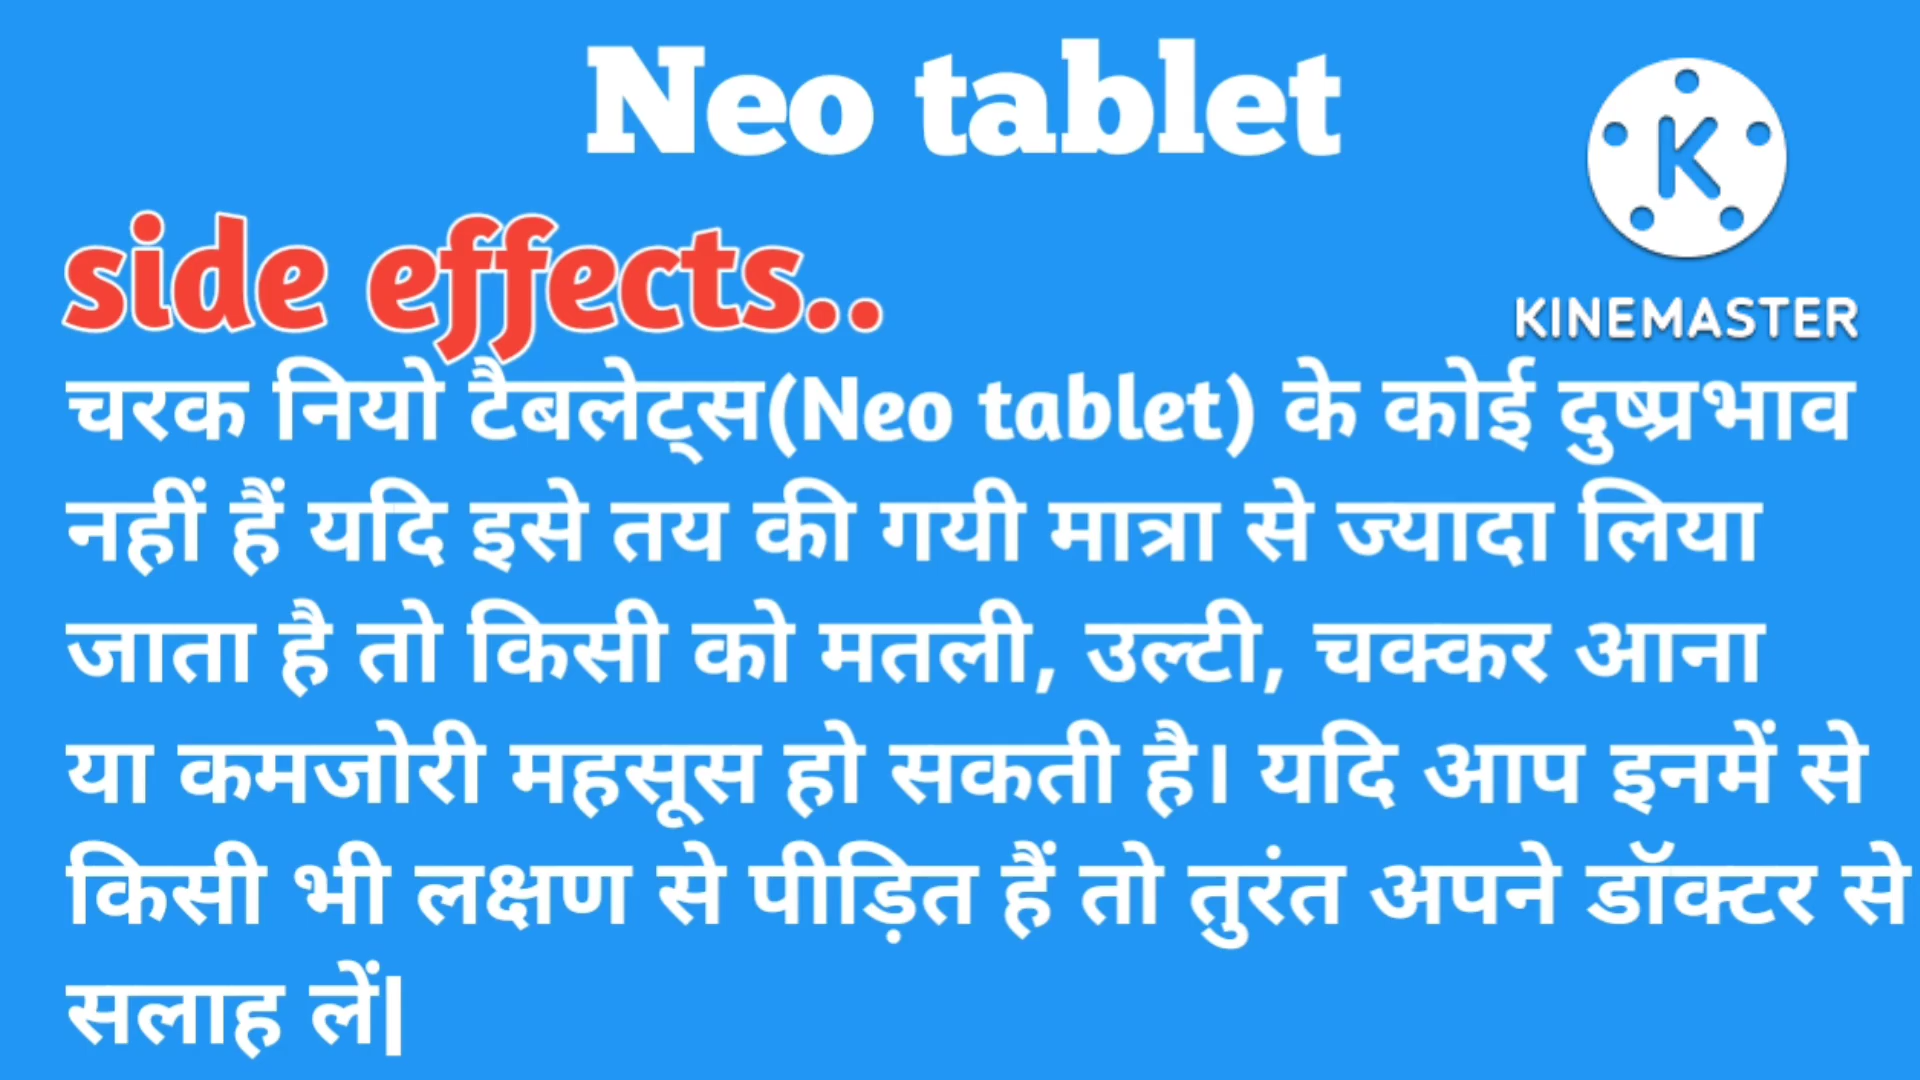 Neo tablet
K
KINEMASTER
side effects..
चरक नियो टैबलेट्स(Neo tablet) के कोई दुष्प्रभाव
नहीं हैं यदि इसे तय की गयी मात्रा से ज्यादा लिया
जाता है तो किसी को मतली, उल्टी, चक्कर आना
या कमजोरी महसूस हो सकती है। यदि आप इनमें से
किसी भी लक्षण से पीड़ित हैं तो तुरंत अपने डॉक्टर से
सलाह लें|